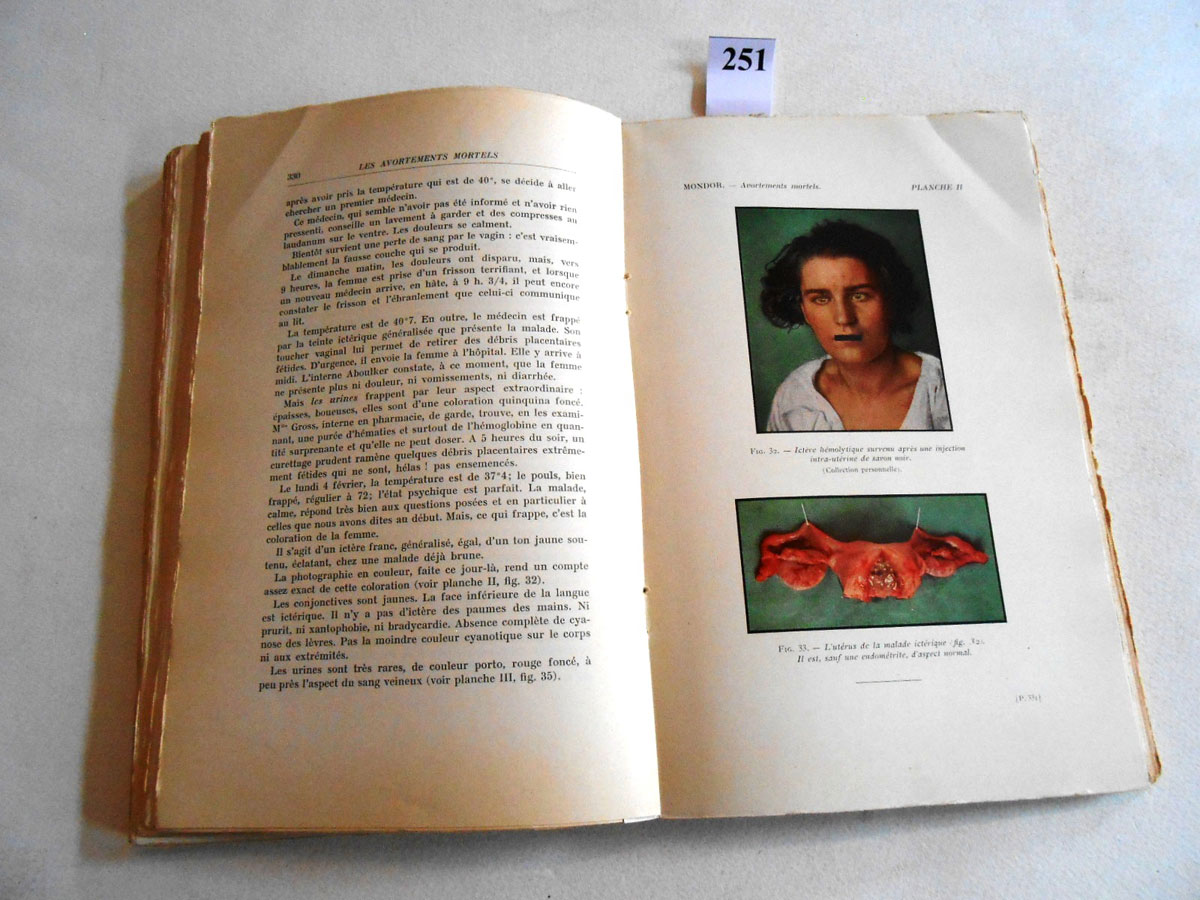 251
330
LES AVORTEMENTS MORTELS
après avoir pris la température qui est de 40°, se décide à aller
chercher un premier médecin.
Ce médecin, qui semble n'avoir pas été informé et n'avoir rien
pressenti, conseille un lavement à garder et des compresses au
laudanum sur le ventre. Les douleurs se calment.
Bientôt survient une perte de sang par le vagin : c'est vraisem-
blablement la fausse couche qui se produit.
Le dimanche matin, les douleurs ont disparu, mais, vers
9 heures, la femme est prise d'un frisson terrifiant, et lorsque
un nouveau médecin arrive, en hâte, à 9 h. 3/4, il peut encore
constater le frisson et l'ébranlement que celui-ci communique
au lit.
La température est de 40°7. En outre, le médecin est frappé
par la teinte ictérique généralisée que présente la malade. Son
toucher vaginal lui permet de retirer des débris placentaires
fétides. D'urgence, il envoie la femme à l'hôpital. Elle y arrive à
midi. L'interne Aboulker constate, à ce moment, que la femme
ne présente plus ni douleur, ni vomissements, ni diarrhée.
Mais les urines frappent par leur aspect extraordinaire :
épaisses, boueuses, elles sont d'une coloration quinquina foncé.
Mme Gross, interne en pharmacie, de garde, trouve, en les exami-
nant, une purée d'hématies et surtout de l'hémoglobine en quan-
tité surprenante et qu'elle ne peut doser. A 5 heures du soir, un
curettage prudent ramène quelques débris placentaires extrême-
ment fétides qui ne sont, hélas ! pas ensemencés.
Le lundi 4 février, la température est de 37°4; le pouls, bien
frappé, régulier à 72; l'état psychique est parfait. La malade,
calme, répond très bien aux questions posées et en particulier à
celles que nous avons dites au début. Mais, ce qui frappe, c'est la
coloration de la femme.
Il s'agit d'un ictère franc, généralisé, égal, d'un ton jaune sou-
tenu, éclatant, chez une malade déjà brune.
La photographie en couleur, faite ce jour-là, rend un compte
assez exact de cette coloration (voir planche II, fig. 32).
Les conjonctives sont jaunes. La face inférieure de la langue
est ictérique. Il n'y a pas d'ictère des paumes des mains. Ni
prurit, ni xantophobie, ni bradycardie. Absence complète de cya-
nose des lèvres. Pas la moindre couleur cyanotique sur le corps
ni aux extrémités.
Les urines sont très rares, de couleur porto, rouge foncé, à
peu près l'aspect du sang veineux (voir planche III, fig. 35).
MONDOR. — Avortements mortels.
PLANCHE II
FIG. 32. — Ictère hémolytique survenu après une injection
intra-utérine de savon noir.
(Collection personnelle).
FIG. 33. — L'utérus de la malade ictérique (fig. 32).
Il est, sauf une endométrite, d'aspect normal.